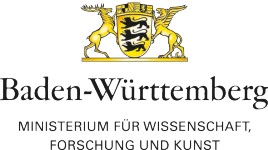 Baden-Württemberg
MINISTERIUM FÜR WISSENSCHAFT,
FORSCHUNG UND KUNST